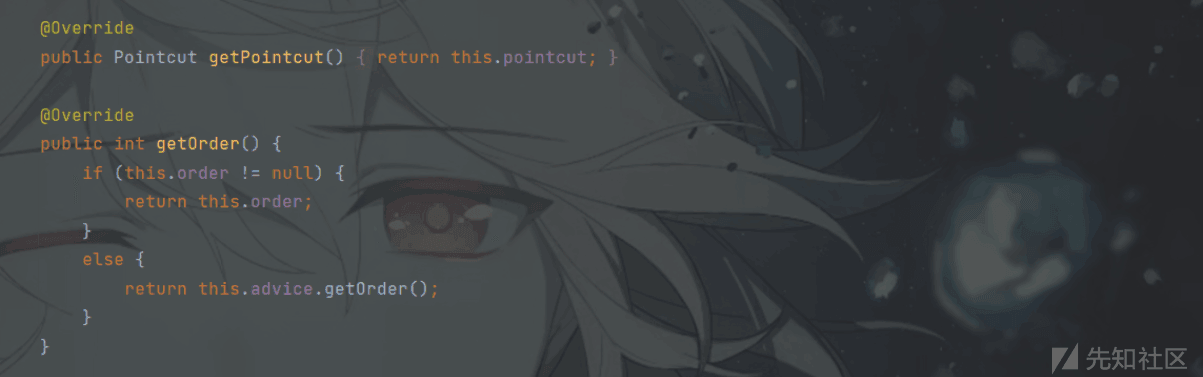 @Override
public Pointcut getPointcut() { return this.pointcut; }
@Override
public int getOrder() {
if (this.order != null) {
return this.order;
}
else {
return this.advice.getOrder();
}
}
先知社区